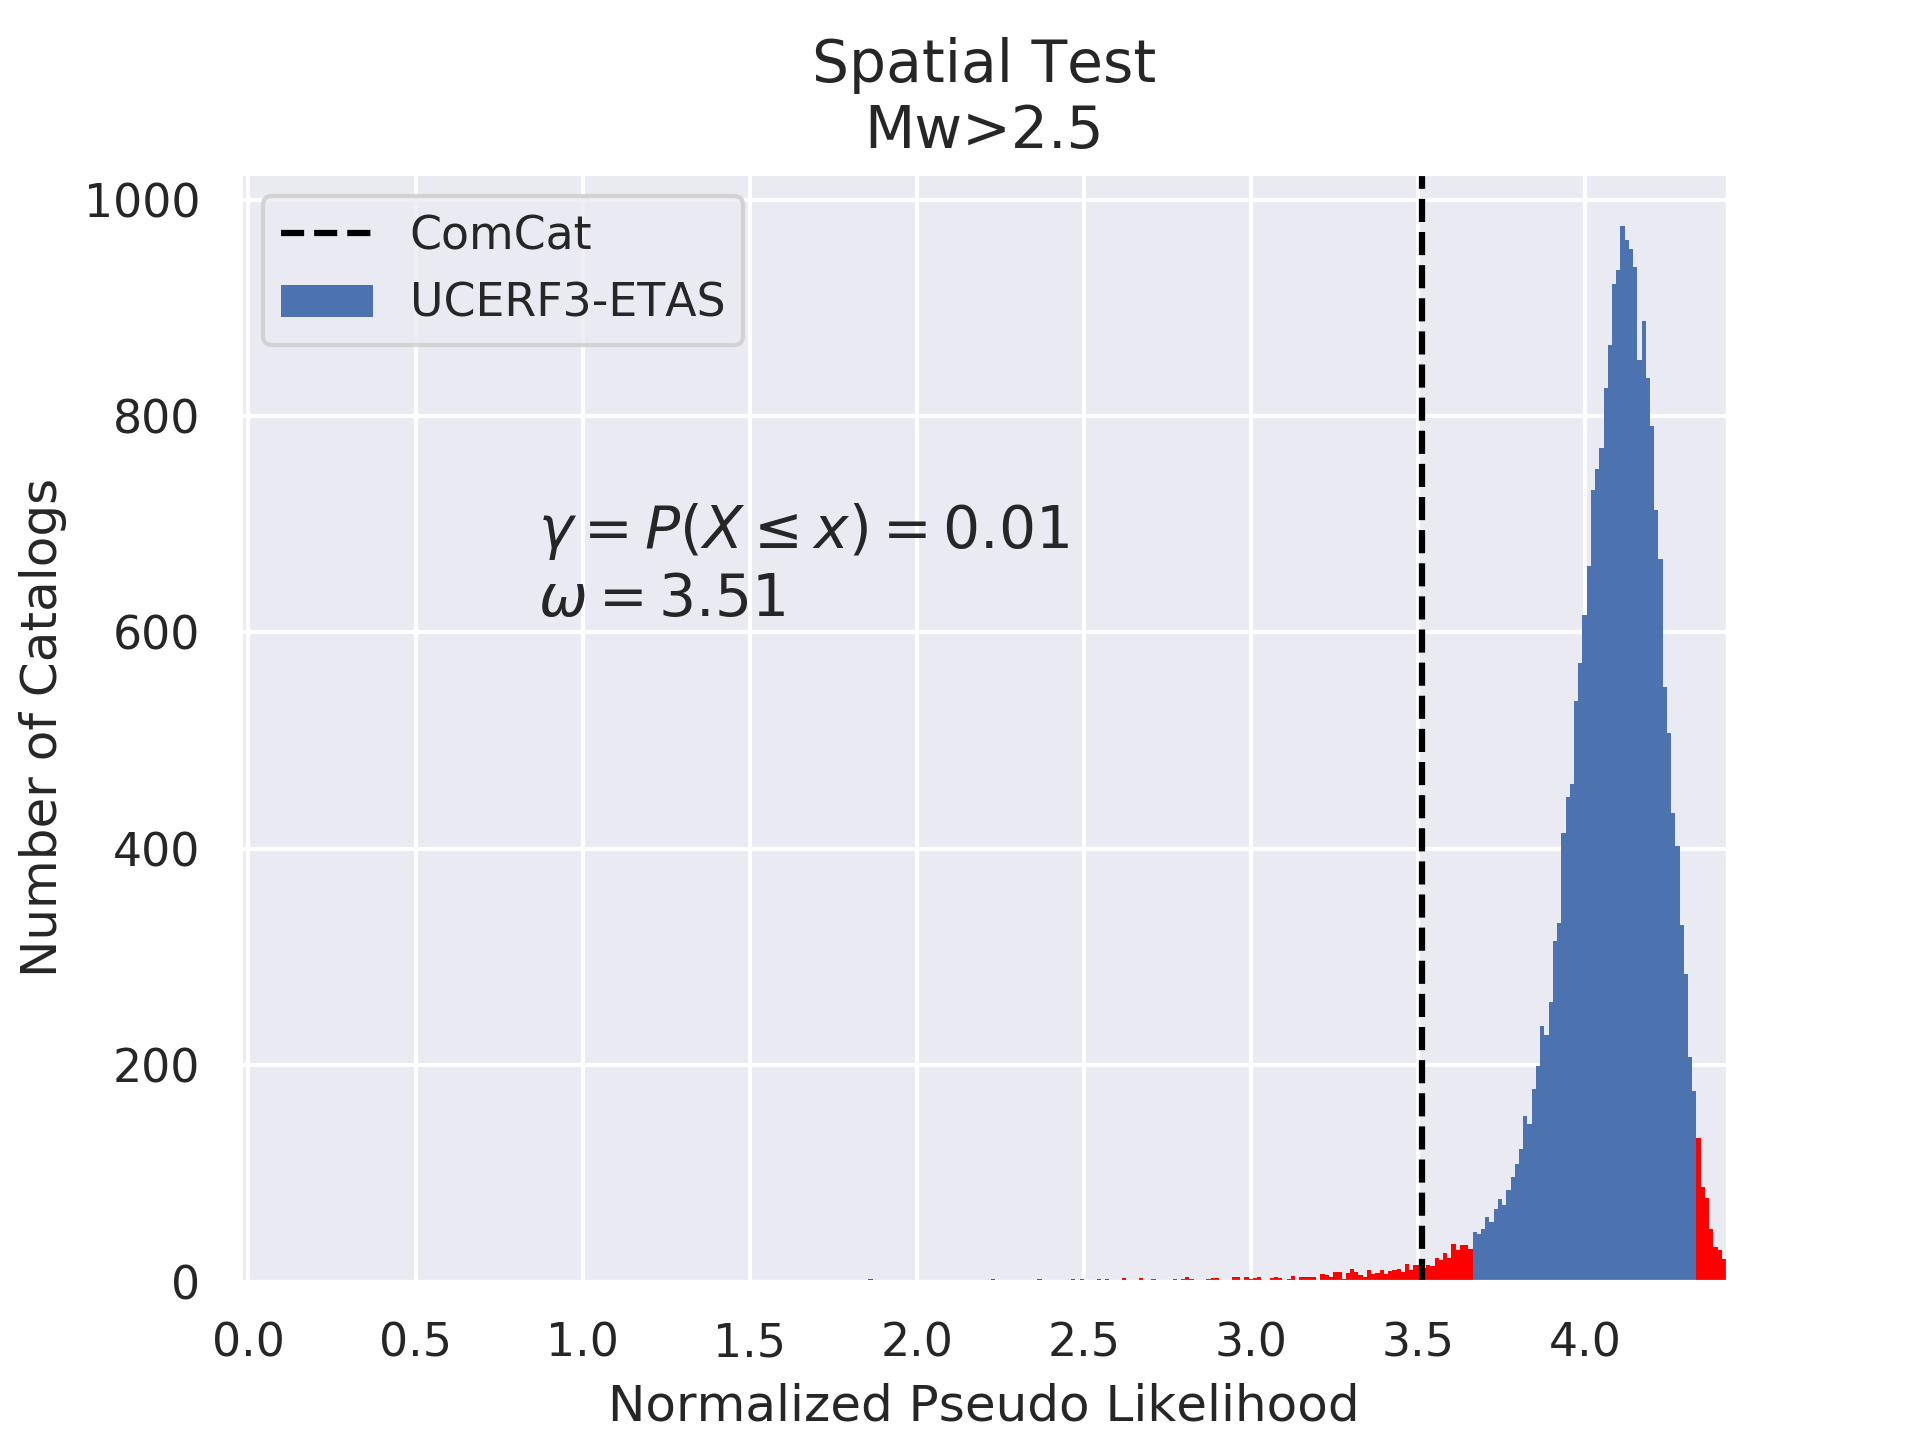 Spatial Test
Mw>2.5
1000
800
600
400
200
0
Number of Catalogs
ComCat
UCERF3-ETAS
γ = P(X ≤ x) = 0.01
ω = 3.51
0.0 0.5 1.0 1.5 2.0 2.5 3.0 3.5 4.0
Normalized Pseudo Likelihood